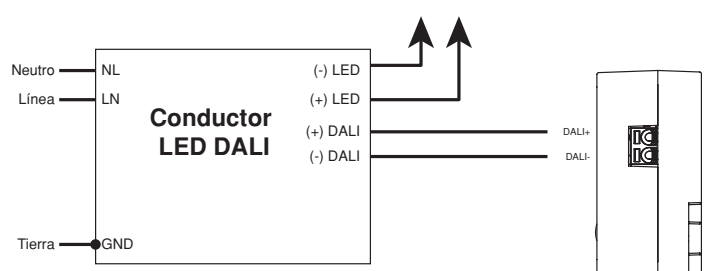 Neutro NL (-) LED
Línea LN (+) LED
Conductor
LED DALI
(+) DALI DALI+
(-) DALI DALI-
Tierra GND